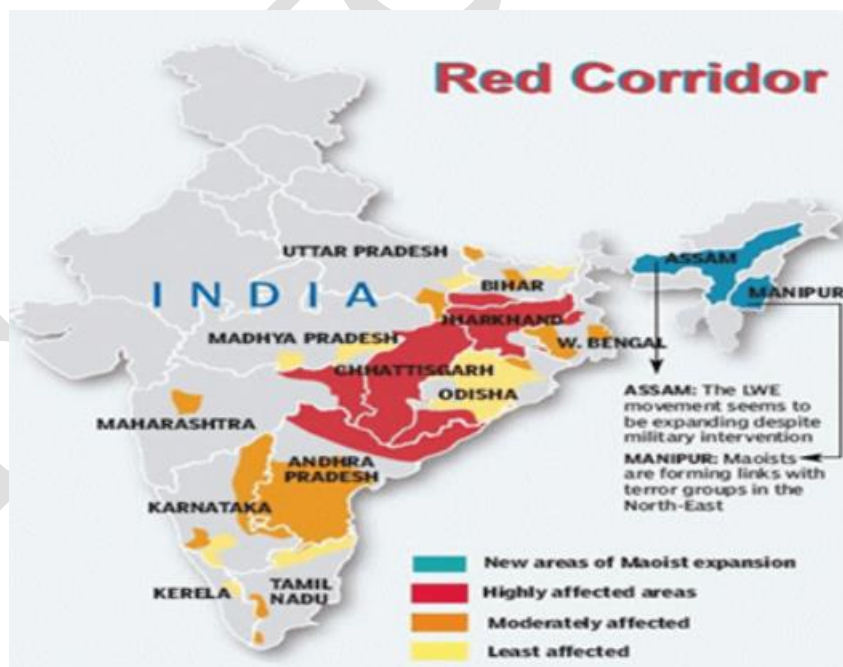 Red Corridor
UTTAR PRADESH
ASSAM
BIHAR
INDIA
MANIPUR
JHARKHAND
MADHYA PRADESH
W. BENGAL
CHHATTISGARH
ODISHA
MAHARASHTRA
ASSAM: The LWE
movement seems to
be expanding despite
military intervention
MANIPUR: Maoists
are forming links with
terror groups in the
North-East
ANDHRA
PRADESH
KARNATAKA
KERELA
TAMIL
NADU
New areas of Maoist expansion
Highly affected areas
Moderately affected
Least affected